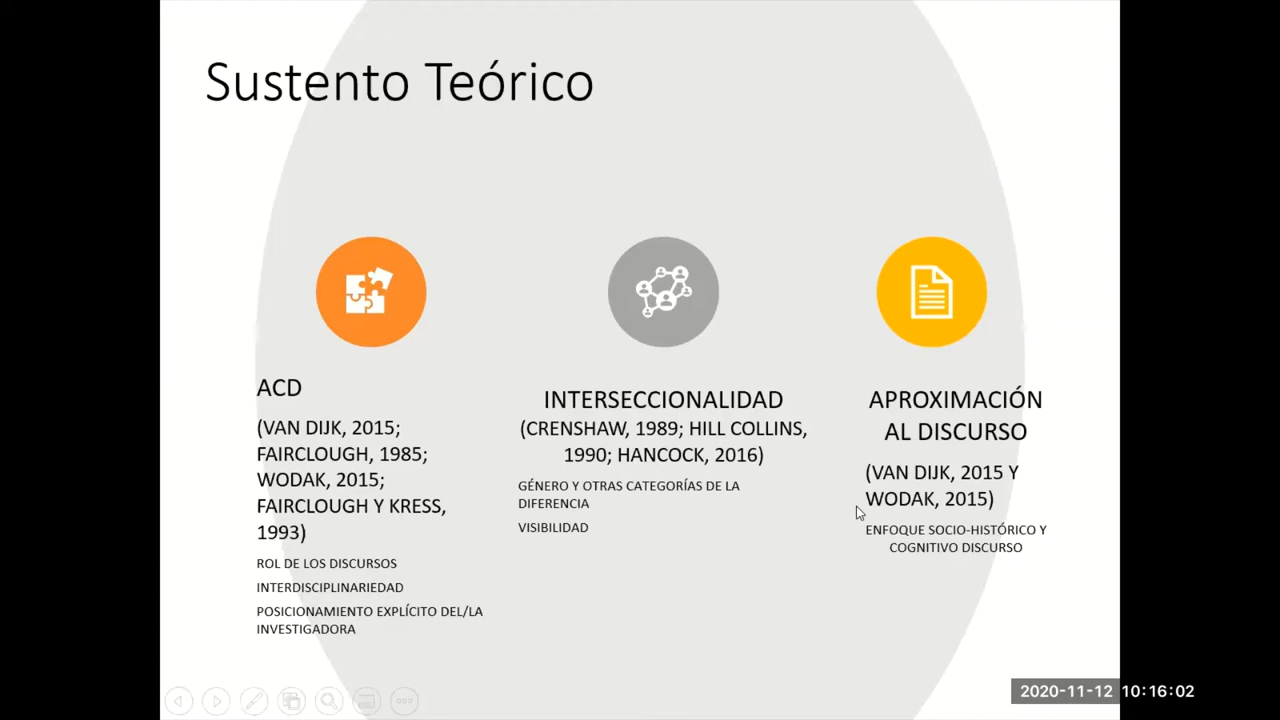 Sustento Teórico
ACD
(VAN DIJK, 2015;
FAIRCLOUGH, 1985;
WODAK, 2015;
FAIRCLOUGH Y KRESS,
1993)
ROL DE LOS DISCURSOS
INTERDISCIPLINARIEDAD
POSICIONAMIENTO EXPLÍCITO DEL/LA
INVESTIGADORA
INTERSECCIONALIDAD
(CRENSHAW, 1989; HILL COLLINS,
1990; HANCOCK, 2016)
GÉNERO Y OTRAS CATEGORÍAS DE LA
DIFERENCIA
VISIBILIDAD
APROXIMACIÓN
AL DISCURSO
(VAN DIJK, 2015 Y
WODAK, 2015)
ENFOQUE SOCIO-HISTÓRICO Y
COGNITIVO DISCURSO
2020-11-12 10:16:02